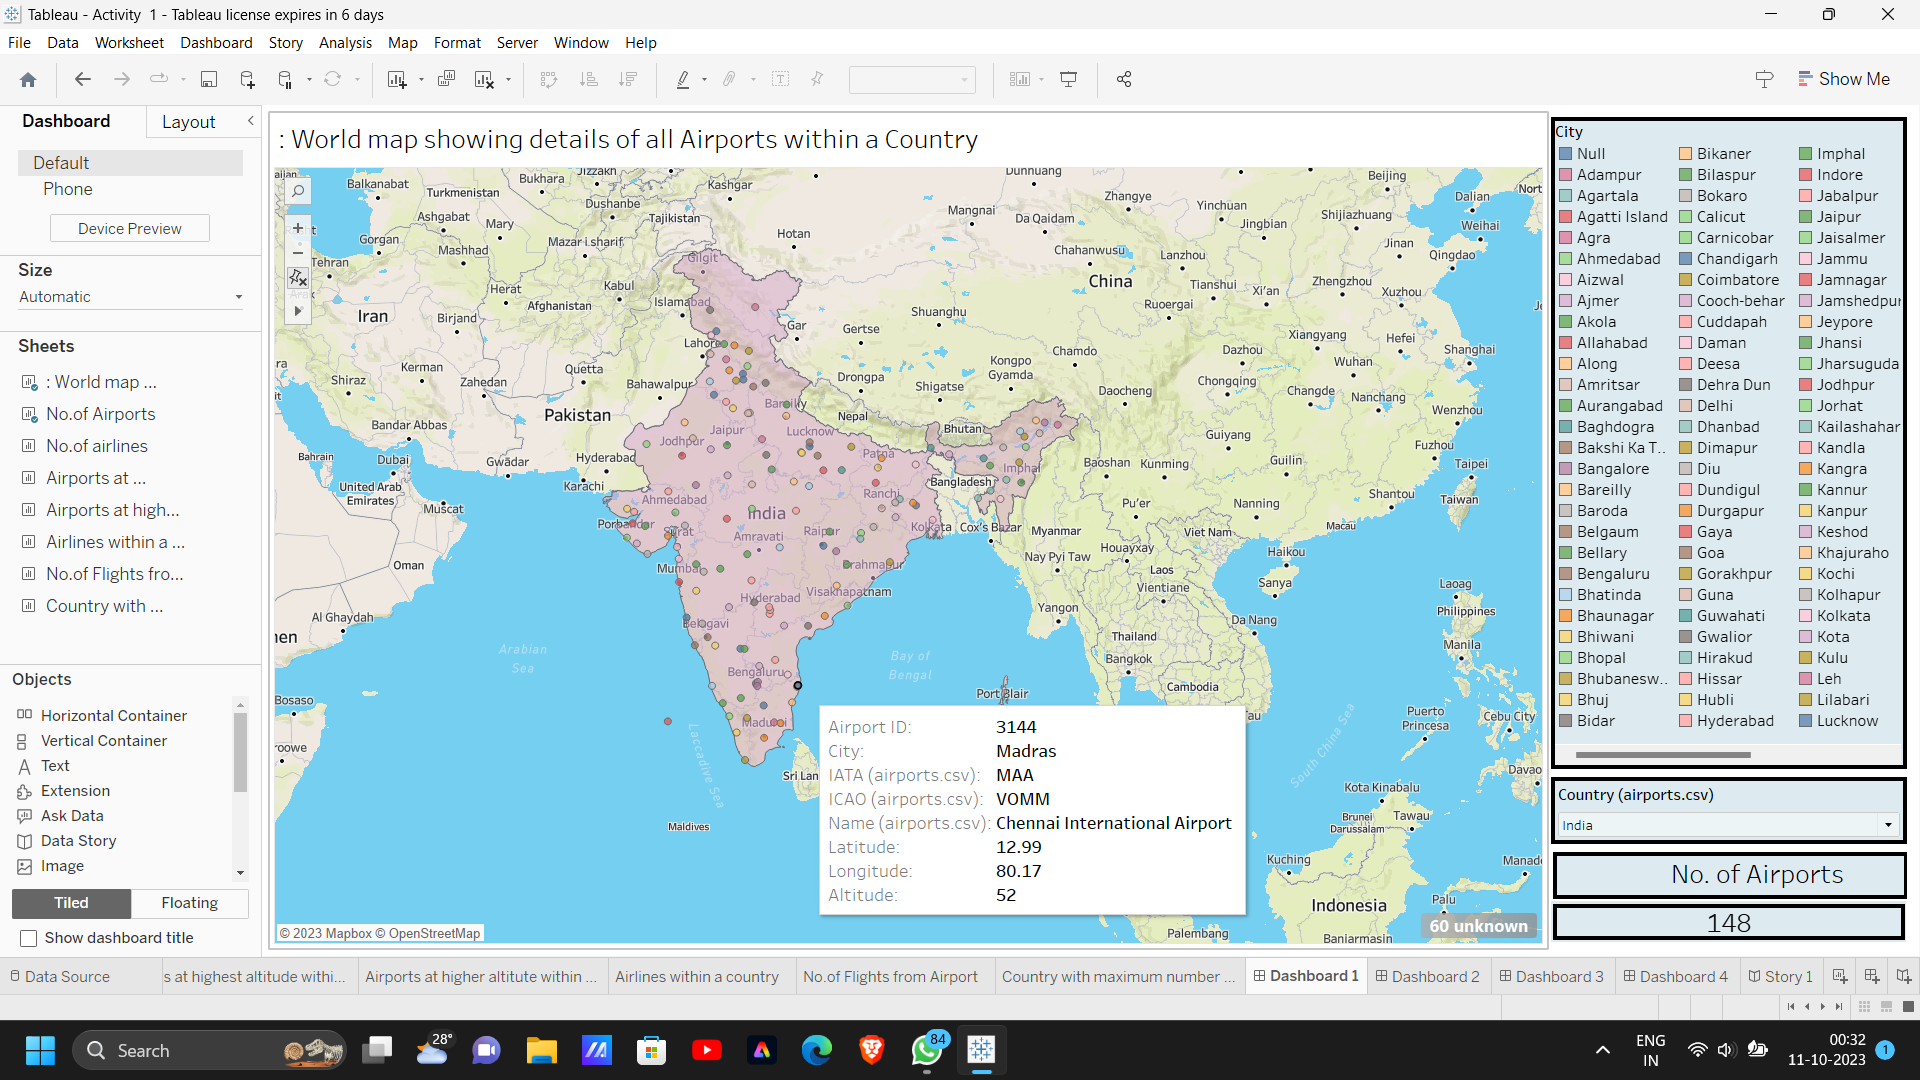 Tableau - Activity 1 - Tableau license expires in 6 days
File Data Worksheet Dashboard Story Analysis Map Format Server Window Help
Show Me
Dashboard Layout
Default
Phone
Device Preview
Size
Automatic
Sheets
: World map ...
No.of Airports
No.of airlines
Airports at ...
Airports at high...
Airlines within a ...
No.of Flights fro...
Country with ...
Objects
Horizontal Container
Vertical Container
Text
Extension
Ask Data
Data Story
Image
Tiled Floating
Show dashboard title
: World map showing details of all Airports within a Country
Balkanabat
Turkmenistan
Bukhara
Jizzakh
Dushanbe
Tajikistan
Kashgar
Dunhuang
Mangnai
Da Qaidam
Zhangye
Yinchuan
Jingbian
Beijing
Dalian
Weihai
Shijiazhuang
Jinan
Qingdao
Ashgabat
Mary
Gorgan
Mashhad
Mazar i sharif
Hotan
Chahanwusu
Lanzhou
Tehran
Herat
Kabul
Afghanistan
Gilgit
Islamabad
China
Tianshui
Xi'an
Zhengzhou
Xuzhou
Iran
Birjand
Lahore
Gar
Gertse
Shuanghu
Ruoergai
Xiangyang
Hefei
Shanghai
Shiraz
Kerman
Zahedan
Quetta
Bahawalpur
Drongpa
Shigatse
Kongpo
Gyamda
Chamdo
Dazhou
Wuhan
Chongqing
Changde
Nanchang
Daocheng
Pakistan
Bareilly
Nepal
Bhutan
Wenzhou
Bandar Abbas
Jaipur
Jodhpur
Lucknow
Patna
Guiyang
Fuzhou
Bahrain
Dubai
Gwadar
Hyderabad
Karachi
Imphal
Baoshan
Kunming
Guilin
Taipei
United Arab
Emirates
Muscat
Ahmedabad
Ranchi
Bangladesh
Pu'er
Nanning
Shantou
Taiwan
Porbandar
India
Raipur
Kolkata
Cox's Bazar
Myanmar
Macau
Amravati
Nay Pyi Taw
Houayxay
Viet Nam
Haikou
Oman
Mumbai
Brahmapur
Laos
Vientiane
Sanya
Laoag
Hyderabad
Visakhapatnam
Yangon
Philippines
Al Ghaydah
Belgavi
Da Nang
Arabian
Sea
Bay of
Bengal
Thailand
Bangkok
Manila
Bengaluru
Cambodia
Bosaso
Port Blair
Madurai
Laccadive Sea
South China Sea
Puerto
Princesa
Cebu City
Sri Lan
Maldives
Kota Kinabalu
Davao
Brunei
Darussalam
Tawau
Kuching
Manado
Indonesia
Palu
Palembang
Banjarmasin
Airport ID: 3144
City: Madras
IATA (airports.csv): MAA
ICAO (airports.csv): VOMM
Name (airports.csv): Chennai International Airport
Latitude: 12.99
Longitude: 80.17
Altitude: 52
© 2023 Mapbox © OpenStreetMap
60 unknown
City
Null Bikaner Imphal
Adampur Bilaspur Indore
Agartala Bokaro Jabalpur
Agatti Island Calicut Jaipur
Agra Carnicobar Jaisalmer
Ahmedabad Chandigarh Jammu
Aizwal Coimbatore Jamnagar
Ajmer Cooch-behar Jamshedpur
Akola Cuddapah Jeypore
Allahabad Daman Jhansi
Along Deesa Jharsuguda
Amritsar Dehra Dun Jodhpur
Aurangabad Delhi Jorhat
Baghdogra Dhanbad Kailashahar
Bakshi Ka T.. Dimapur Kandla
Bangalore Diu Kangra
Bareilly Dundigul Kannur
Baroda Durgapur Kanpur
Belgaum Gaya Keshod
Bellary Goa Khajuraho
Bengaluru Gorakhpur Kochi
Bhatinda Guna Kolhapur
Bhaunagar Guwahati Kolkata
Bhiwani Gwalior Kota
Bhopal Hirakud Kulu
Bhubanesw.. Hissar Leh
Bhuj Hubli Lilabari
Bidar Hyderabad Lucknow
Country (airports.csv)
India
No. of Airports
148
Data Source s at highest altitude withi... Airports at higher altitute within ... Airlines within a country No.of Flights from Airport Country with maximum number ... Dashboard 1 Dashboard 2 Dashboard 3 Dashboard 4 Story 1
Search 28° 84 ENG IN 00:32 11-10-2023 1